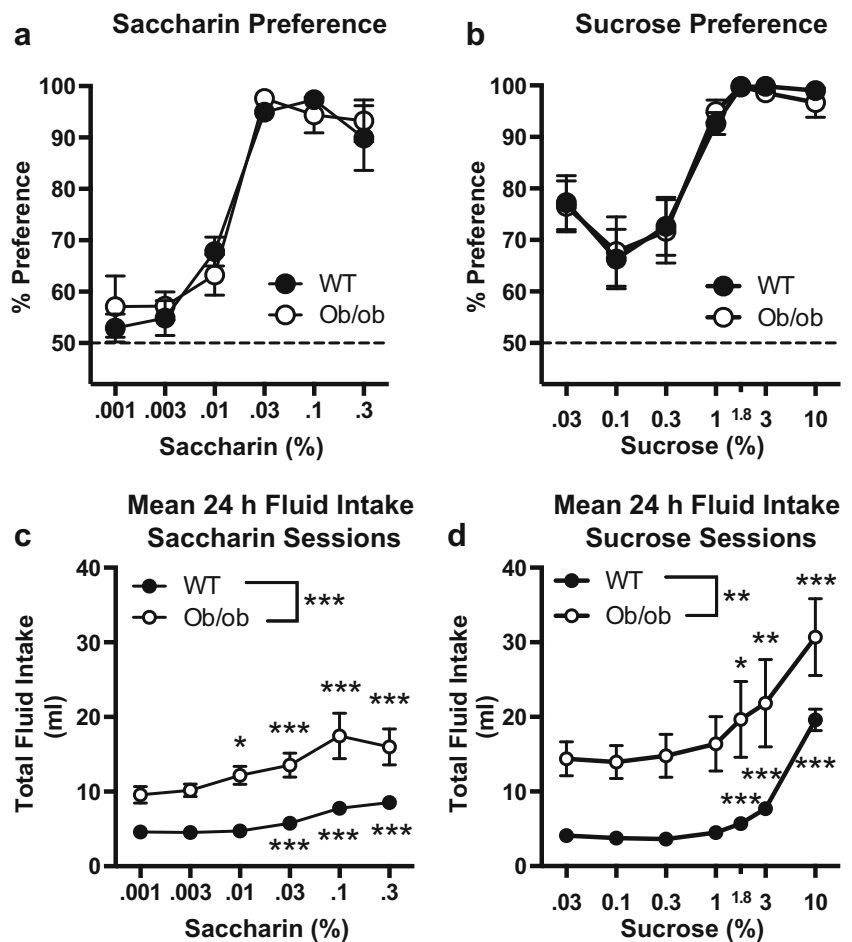 a
Saccharin Preference
% Preference
100
90
80
70
60
50
WT
Ob/ob
.001 .003 .01 .03 .1 .3
Saccharin (%)
b
Sucrose Preference
% Preference
100
90
80
70
60
50
WT
Ob/ob
.03 0.1 0.3 1 1.8 3 10
Sucrose (%)
c
Mean 24 h Fluid Intake
Saccharin Sessions
Total Fluid Intake
(ml)
40
30
20
10
0
WT
Ob/ob
***
* *** *** ***
*** *** ***
.001 .003 .01 .03 .1 .3
Saccharin (%)
d
Mean 24 h Fluid Intake
Sucrose Sessions
Total Fluid Intake
(ml)
40
30
20
10
0
WT
Ob/ob
**
* ** ***
*** *** ***
.03 0.1 0.3 1 1.8 3 10
Sucrose (%)